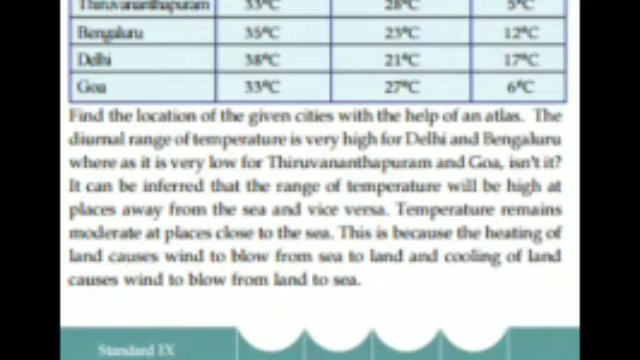 Thiruvananthapuram 33°C 28°C 5°C
Bengaluru 35°C 23°C 12°C
Delhi 38°C 21°C 17°C
Goa 33°C 27°C 6°C
Find the location of the given cities with the help of an atlas. The
diurnal range of temperature is very high for Delhi and Bengaluru
where as it is very low for Thiruvananthapuram and Goa, isn't it?
It can be inferred that the range of temperature will be high at
places away from the sea and vice versa. Temperature remains
moderate at places close to the sea. This is because the heating of
land causes wind to blow from sea to land and cooling of land
causes wind to blow from land to sea.
Standard IX